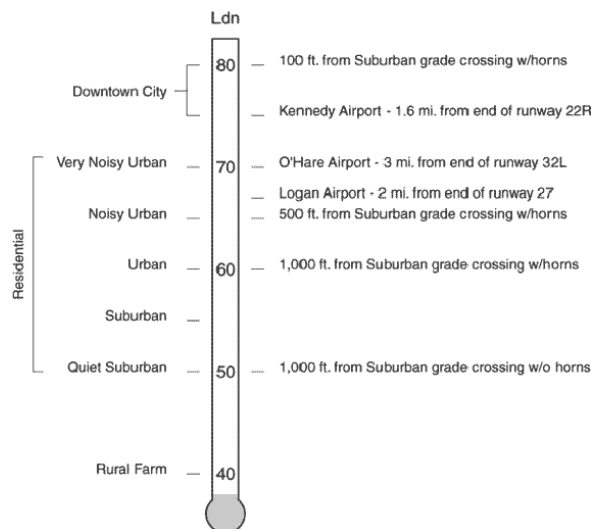 Ldn
80
100 ft. from Suburban grade crossing w/horns
Downtown City
Kennedy Airport - 1.6 mi. from end of runway 22R
Very Noisy Urban
70
O'Hare Airport - 3 mi. from end of runway 32L
Logan Airport - 2 mi. from end of runway 27
Noisy Urban
500 ft. from Suburban grade crossing w/horns
Residential
Urban
60
1,000 ft. from Suburban grade crossing w/horns
Suburban
Quiet Suburban
50
1,000 ft. from Suburban grade crossing w/o horns
Rural Farm
40